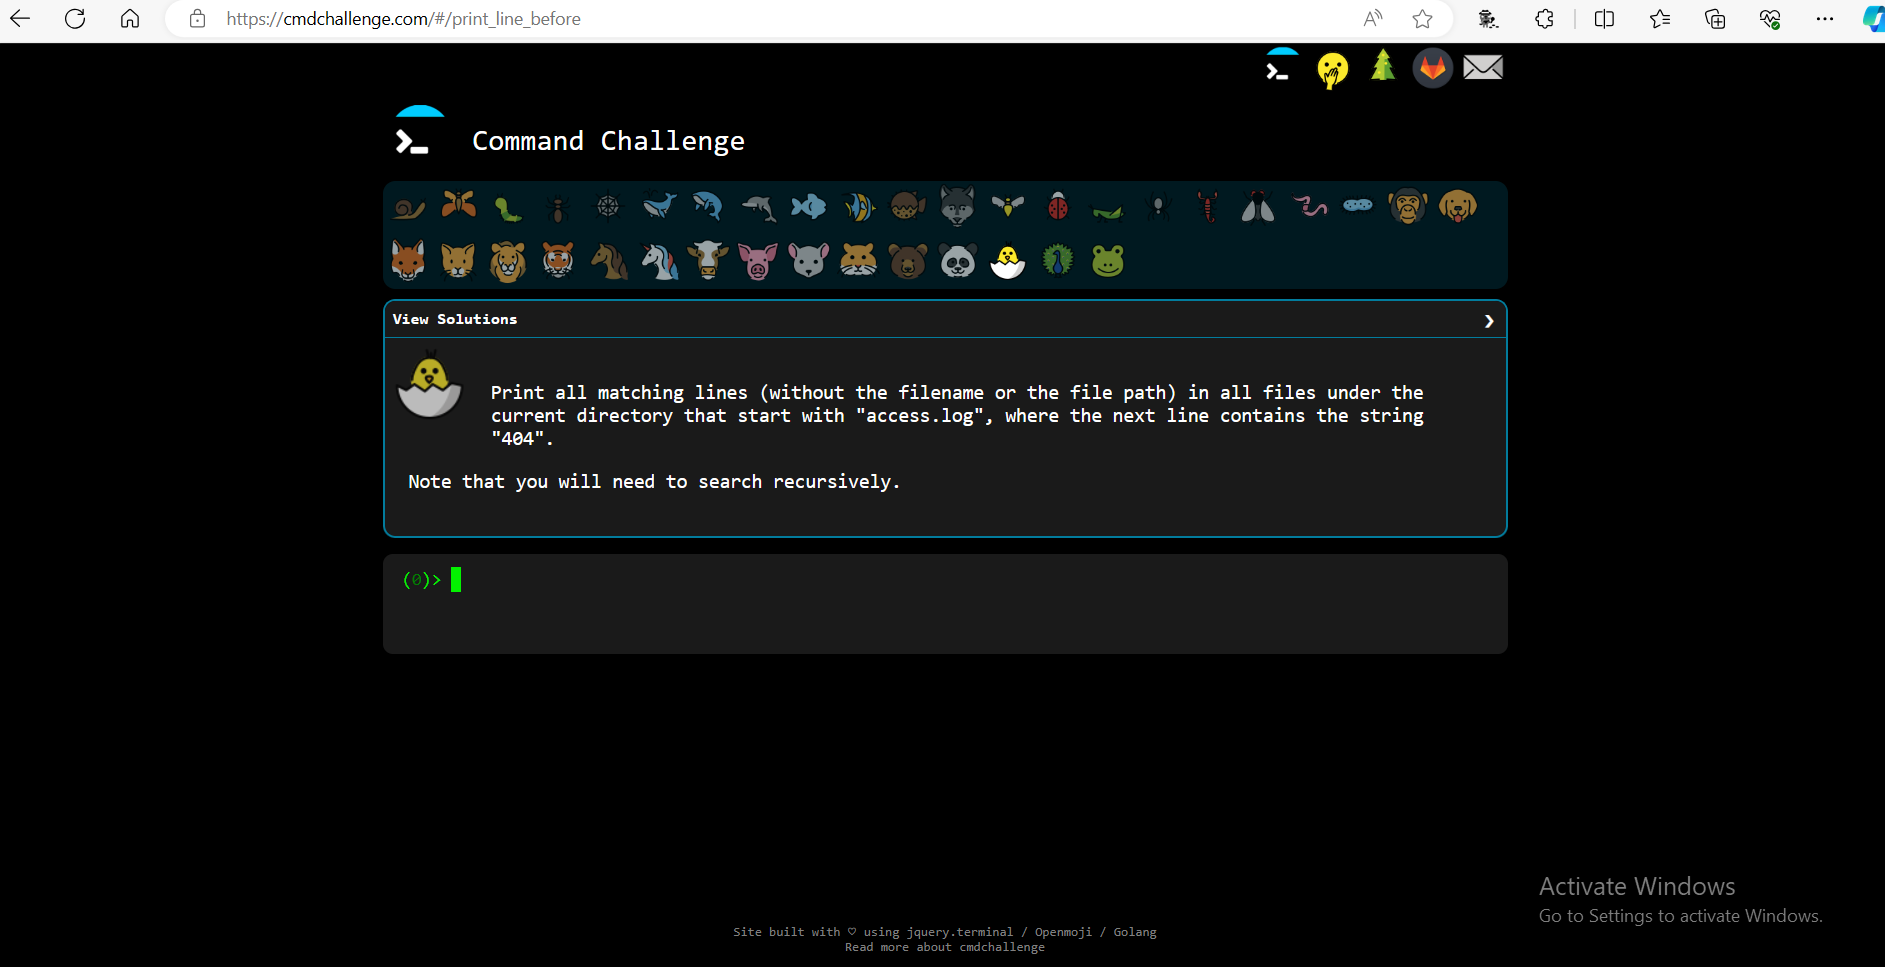 https://cmdchallenge.com/#/print_line_before
Command Challenge
View Solutions
Print all matching lines (without the filename or the file path) in all files under the
current directory that start with "access.log", where the next line contains the string
"404".
Note that you will need to search recursively.
(0)>
Activate Windows
Go to Settings to activate Windows.
Site built with ♡ using jquery.terminal / Openmoji / Golang
Read more about cmdchallenge